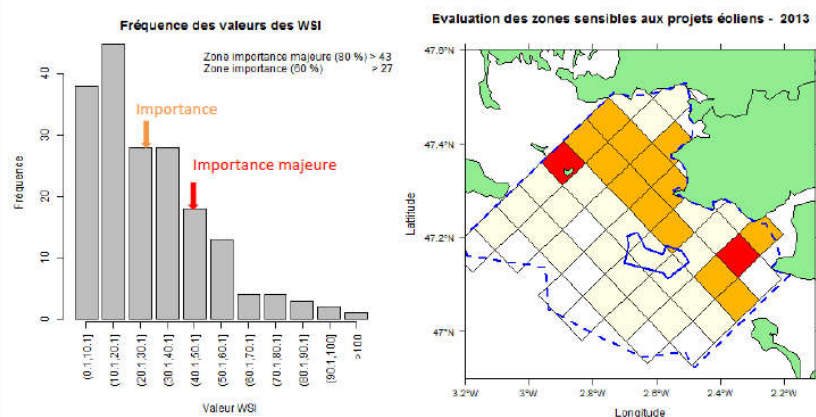 Fréquence des valeurs des WSI
Zone importance majeure (80 %) > 43
Zone importance (60 %) > 27
Importance
Importance majeure
Fréquence
0
10
20
30
40
(0.1,10.1]
(10.1,20.1]
(20.1,30.1]
(30.1,40.1]
(40.1,50.1]
(50.1,60.1]
(60.1,70.1]
(70.1,80.1]
(80.1,90.1]
(90.1,100]
>100
Valeur WSI
Evaluation des zones sensibles aux projets éoliens - 2013
47.6°N
47.4°N
47.2°N
47°N
Latitude
3.2°W
3°W
2.8°W
2.6°W
2.4°W
2.2°W
Longitude